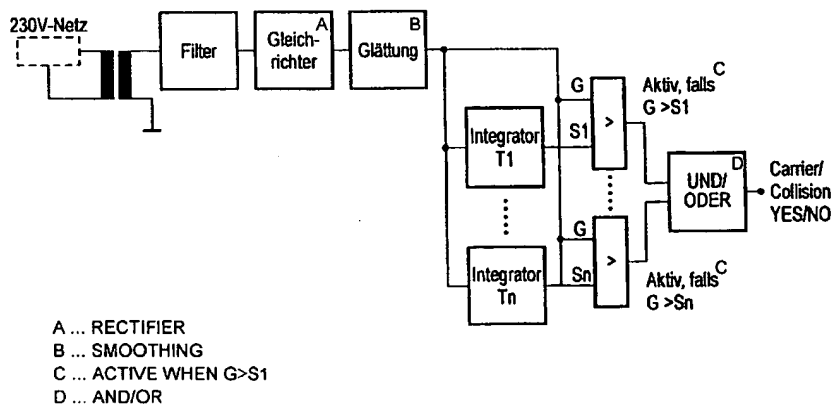 230V-Netz
Filter
Gleich-
richter
A
Glättung
B
G
S1
>
Aktiv, falls C
G >S1
Integrator
T1
Integrator
Tn
G
Sn
>
Aktiv, falls C
G >Sn
UND/
ODER
D
Carrier/
Collision
YES/NO
A ... RECTIFIER
B ... SMOOTHING
C ... ACTIVE WHEN G>S1
D ... AND/OR